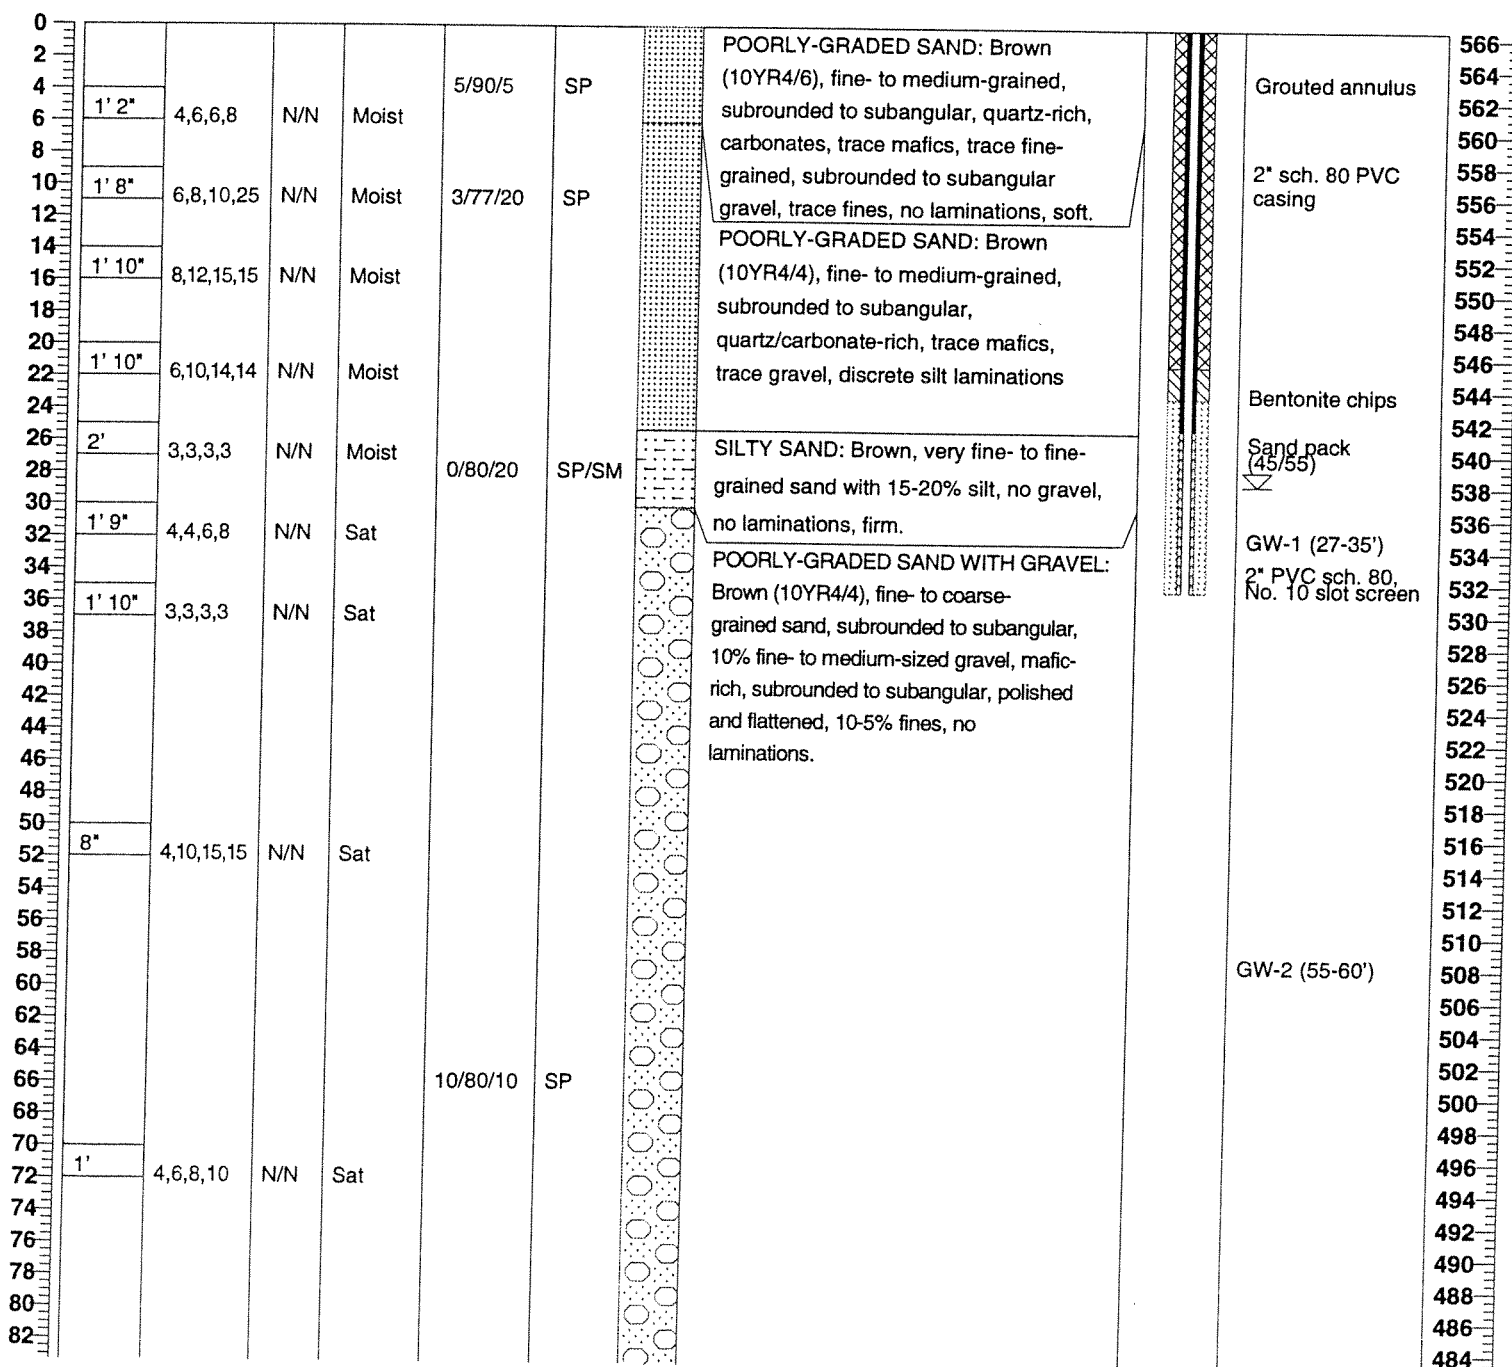 0
2
4
6
8
10
12
14
16
18
20
22
24
26
28
30
32
34
36
38
40
42
44
46
48
50
52
54
56
58
60
62
64
66
68
70
72
74
76
78
80
82
1' 2"
1' 8"
1' 10"
1' 10"
2'
1' 9"
1' 10"
8"
1'
4,6,6,8
6,8,10,25
8,12,15,15
6,10,14,14
3,3,3,3
4,4,6,8
3,3,3,3
4,10,15,15
4,6,8,10
N/N
N/N
N/N
N/N
N/N
N/N
N/N
N/N
N/N
Moist
Moist
Moist
Moist
Moist
Sat
Sat
Sat
Sat
5/90/5
3/77/20
0/80/20
10/80/10
SP
SP
SP/SM
SP
POORLY-GRADED SAND: Brown
(10YR4/6), fine- to medium-grained,
subrounded to subangular, quartz-rich,
carbonates, trace mafics, trace fine-
grained, subrounded to subangular
gravel, trace fines, no laminations, soft.
POORLY-GRADED SAND: Brown
(10YR4/4), fine- to medium-grained,
subrounded to subangular,
quartz/carbonate-rich, trace mafics,
trace gravel, discrete silt laminations
SILTY SAND: Brown, very fine- to fine-
grained sand with 15-20% silt, no gravel,
no laminations, firm.
POORLY-GRADED SAND WITH GRAVEL:
Brown (10YR4/4), fine- to coarse-
grained sand, subrounded to subangular,
10% fine- to medium-sized gravel, mafic-
rich, subrounded to subangular, polished
and flattened, 10-5% fines, no
laminations.
Grouted annulus
2" sch. 80 PVC
casing
Bentonite chips
Sand pack
(45/55)
GW-1 (27-35')
2" PVC sch. 80,
No. 10 slot screen
GW-2 (55-60')
566
564
562
560
558
556
554
552
550
548
546
544
542
540
538
536
534
532
530
528
526
524
522
520
518
516
514
512
510
508
506
504
502
500
498
496
494
492
490
488
486
484